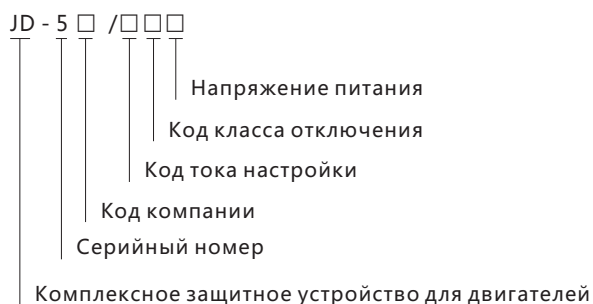 JD - 5 □ /□ □ □
Напряжение питания
Код класса отключения
Код тока настройки
Код компании
Серийный номер
Комплексное защитное устройство для двигателей